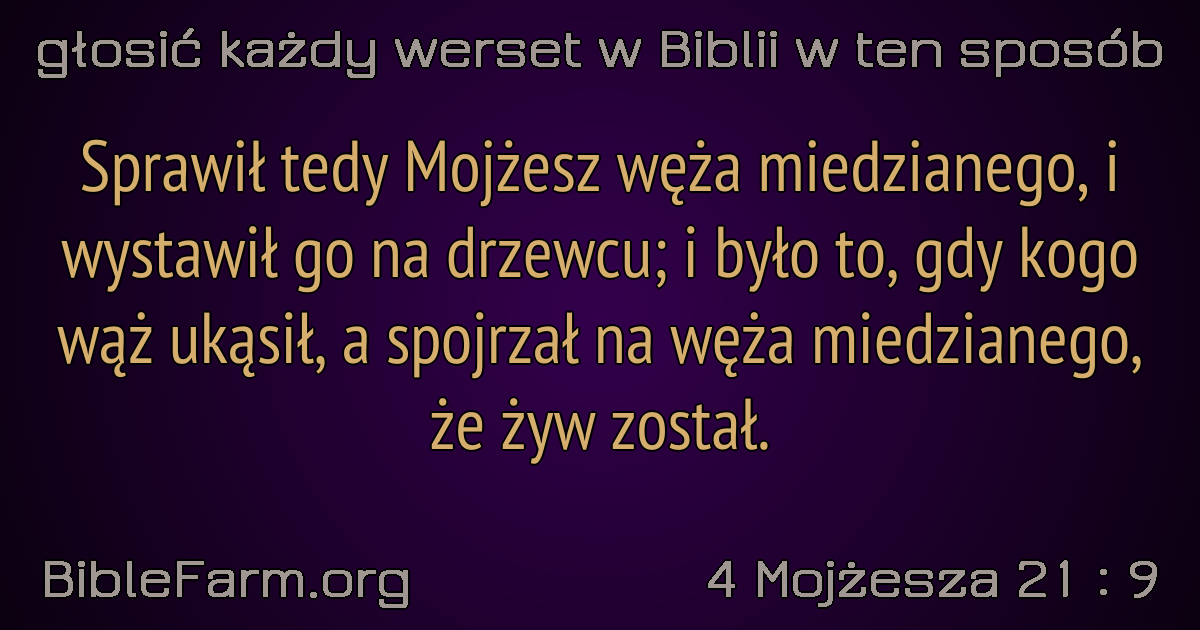 głosić każdy werset w Biblii w ten sposób
Sprawił tedy Mojżesz węża miedzianego, i
wystawił go na drzewcu; i było to, gdy kogo
wąż ukąsił, a spojrzał na węża miedzianego,
że żyw został.
BibleFarm.org
4 Mojżesza 21 : 9